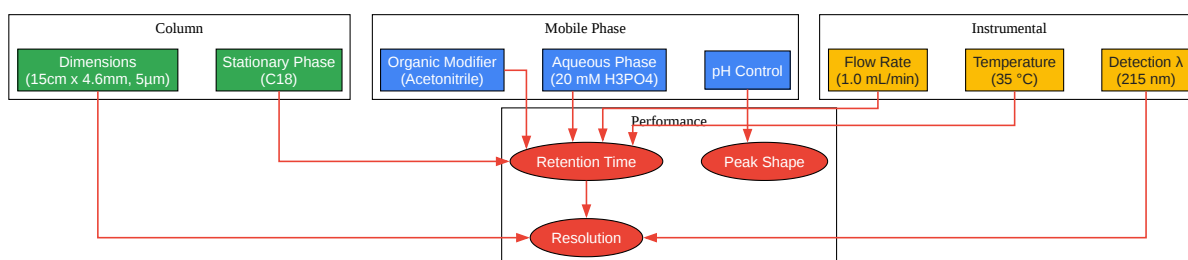 Column
Dimensions
(15cm x 4.6mm, 5µm)
Stationary Phase
(C18)
Mobile Phase
Organic Modifier
(Acetonitrile)
Aqueous Phase
(20 mM H3PO4)
pH Control
Instrumental
Flow Rate
(1.0 mL/min)
Temperature
(35 °C)
Detection λ
(215 nm)
Performance
Retention Time
Peak Shape
Resolution